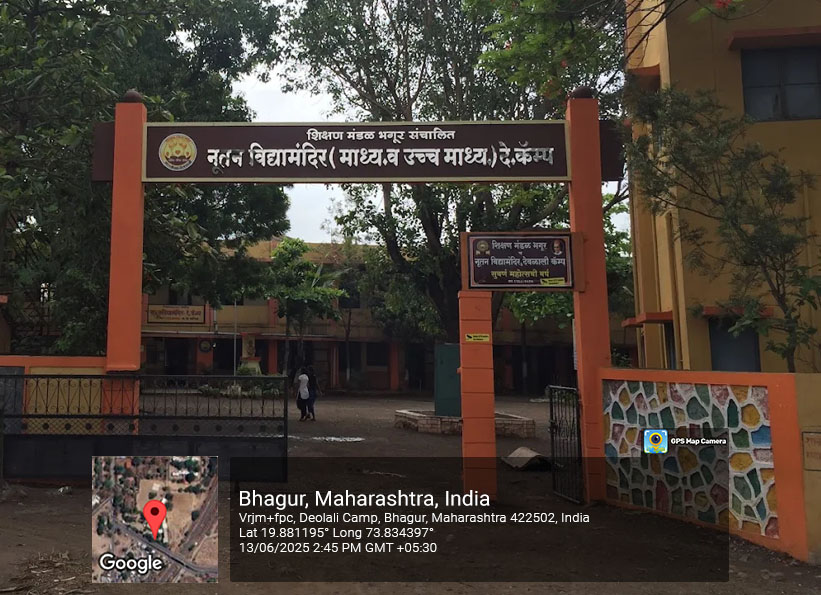 शिक्षण मंडळ भगूर संचालित
नूतन विद्यामंदिर( माध्य.व उच्च माध्य.) दे.कॅम्प
शिक्षण मंडळ भगूर
नूतन विद्यामंदिर,देवळाली कॅम्प
सुवर्ण महोत्सवी वर्ष
GPS Map Camera
Bhagur, Maharashtra, India
Vrjm+fpc, Deolali Camp, Bhagur, Maharashtra 422502, India
Lat 19.881195° Long 73.834397°
13/06/2025 2:45 PM GMT +05:30
Google